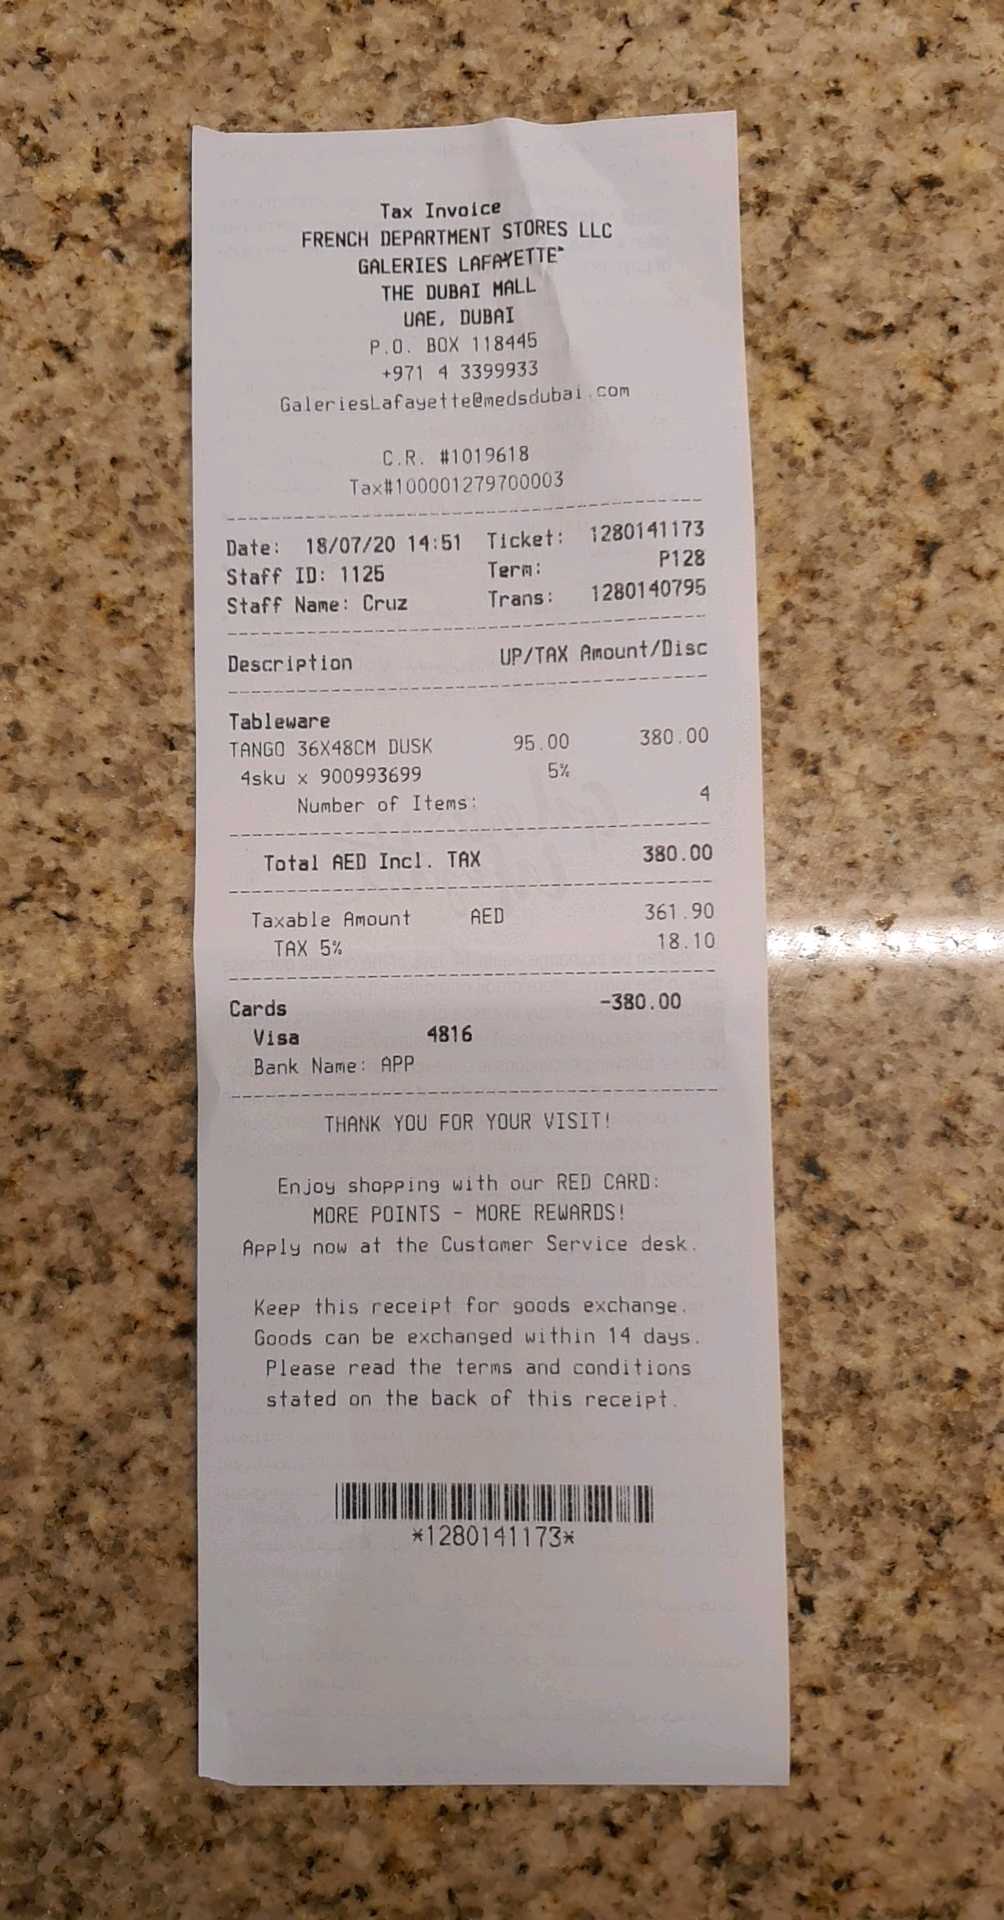 Tax Invoice
FRENCH DEPARTMENT STORES LLC
GALERIES LAFAYETTE
THE DUBAI MALL
UAE, DUBAI
P.O. BOX 118445
+971 4 3399933
GaleriesLafayette@medsdubai.com
C.R. #1019618
Tax#100001279700003
Date: 18/07/20 14:51 Ticket: 1280141173
Staff ID: 1125 Term: P128
Staff Name: Cruz Trans: 1280140795
Description UP/TAX Amount/Disc
Tableware
TANGO 36X48CM DUSK 95.00 380.00
4sku x 900993699 5%
Number of Items: 4
Total AED Incl. TAX 380.00
Taxable Amount AED 361.90
TAX 5% 18.10
Cards -380.00
Visa 4816
Bank Name: APP
THANK YOU FOR YOUR VISIT!
Enjoy shopping with our RED CARD:
MORE POINTS - MORE REWARDS!
Apply now at the Customer Service desk.
Keep this receipt for goods exchange.
Goods can be exchanged within 14 days.
Please read the terms and conditions
stated on the back of this receipt.
*1280141173*